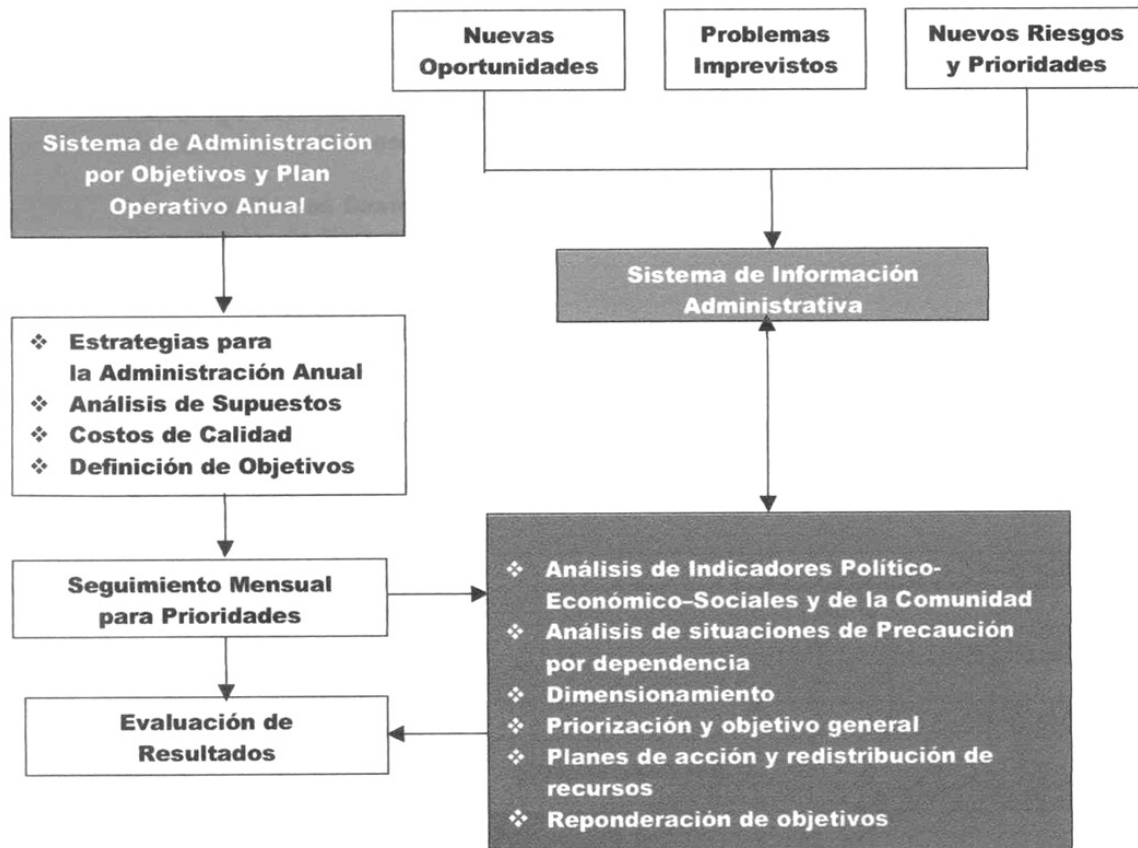 Nuevas
Oportunidades
Problemas
Imprevistos
Nuevos Riesgos
y Prioridades
Sistema de Administración
por Objetivos y Plan
Operativo Anual
Sistema de Información
Administrativa
❖ Estrategias para
la Administración Anual
❖ Análisis de Supuestos
❖ Costos de Calidad
❖ Definición de Objetivos
Seguimiento Mensual
para Prioridades
Evaluación de
Resultados
❖ Análisis de Indicadores Político-
Económico–Sociales y de la Comunidad
❖ Análisis de situaciones de Precaución
por dependencia
❖ Dimensionamiento
❖ Priorización y objetivo general
❖ Planes de acción y redistribución de
recursos
❖ Reponderación de objetivos